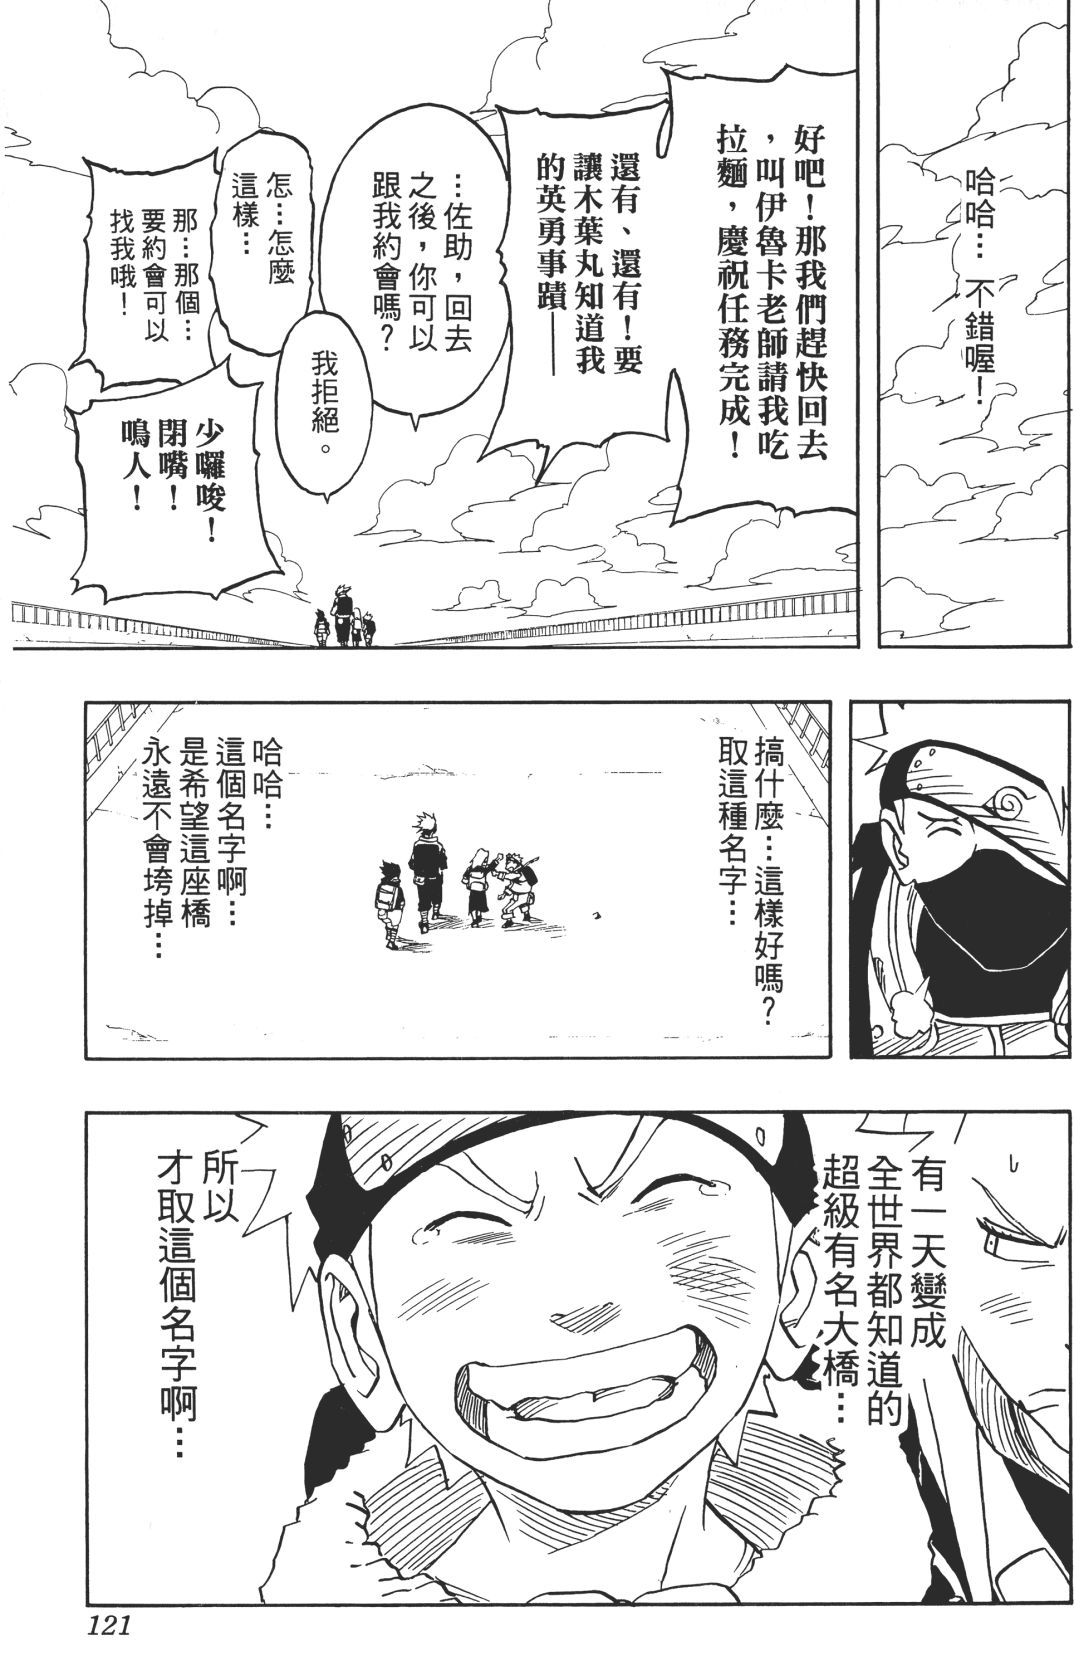 哈哈…不錯喔！
好吧！那我們趕快回去
，叫伊魯卡老師請我吃
拉麵，慶祝任務完成！
還有、還有！要
讓木葉丸知道我
的英勇事蹟——
…佐助，回去
之後，你可以
跟我約會嗎？
我拒絕。
怎…怎麼
這樣…
那…那個…
要約會可以
找我哦！
少囉唆！
閉嘴！
鳴人！
搞什麼…這樣好嗎？
取這種名字…
哈哈…
這個名字啊…
是希望這座橋
永遠不會垮掉…
有一天變成
全世界都知道的
超級有名大橋…
所以
才取這個名字啊…
121